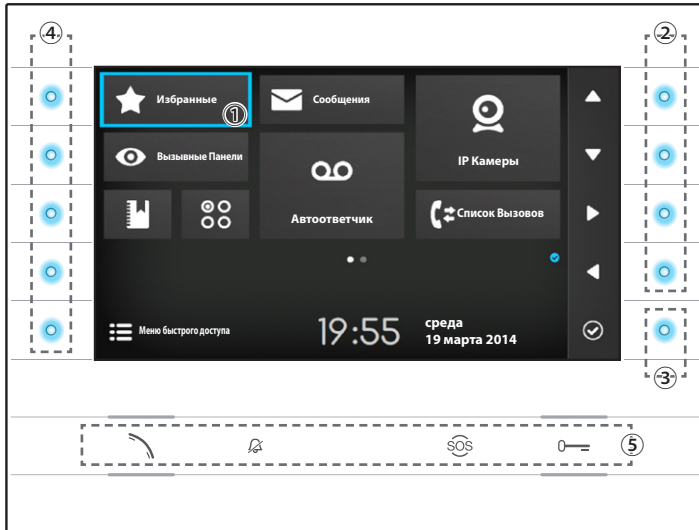 ④
②
Избранные
①
Сообщения
IP Камеры
Вызывные Панели
Автоответчик
Список Вызовов
Меню быстрого доступа
19:55
среда
19 марта 2014
③
SOS
⑤